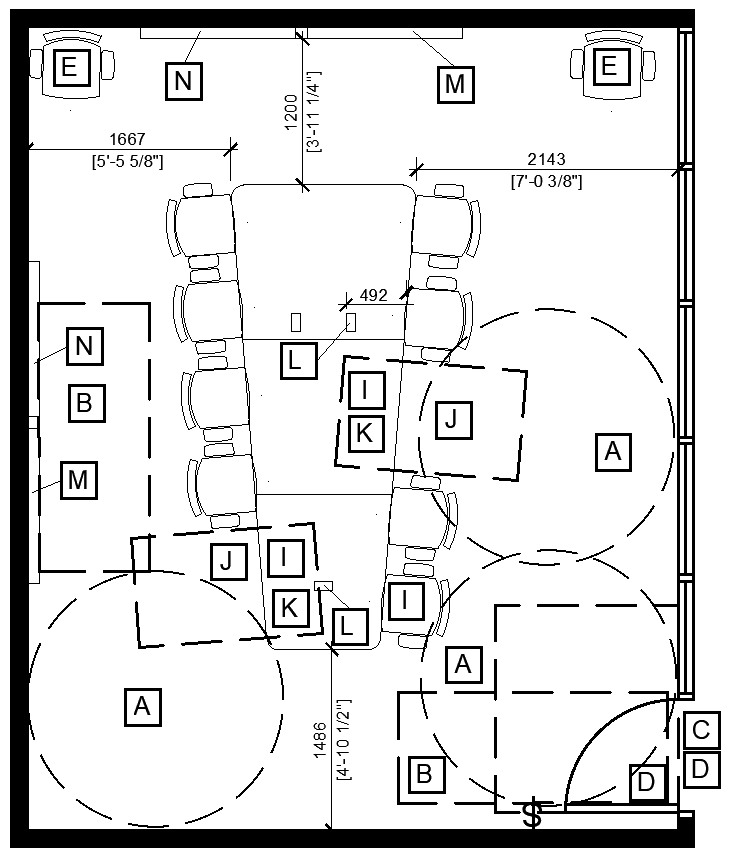 E
E
N
M
1200
[3'-11 1/4"]
1667
[5'-5 5/8"]
2143
[7'-0 3/8"]
492
N
L
I
B
J
K
A
M
J
I
I
K
L
A
A
1486
[4'-10 1/2"]
C
B
D
D
$